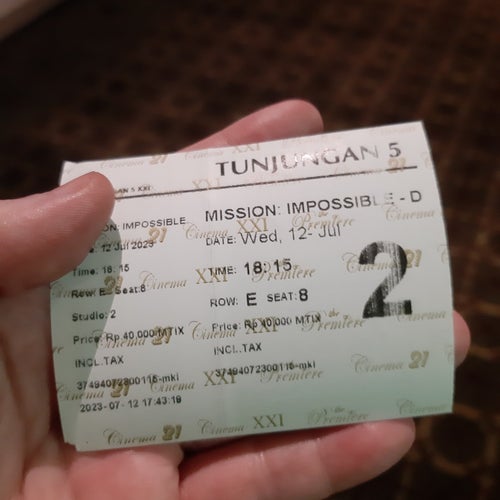 TUNJUNGAN 5
AN 5 XXI
ON: IMPOSSIBLE
e: 12 Jul 2023
Time: 18:15
Row: E Seat:8
Studio: 2
Price: Rp.40,000 MTIX
INCL.TAX
37494072300116-mki
2023-07-12 17:43:19
MISSION: IMPOSSIBLE - D
DATE: Wed, 12- Jul
TIME: 18:15
ROW: E SEAT: 8
Price: Rp.40,000 MTIX
INCL.TAX
37494072300116-mki
2
Cinema 21
Cinema XXI
the Premiere